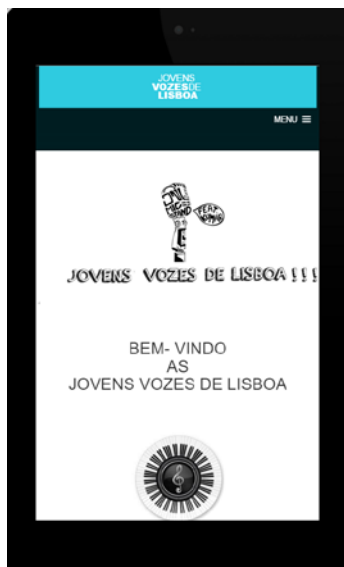 JOVENS
VOZESDE
LISBOA
MENU
JOVENS VOZES DE LISBOA !!!
BEM- VINDO
AS
JOVENS VOZES DE LISBOA